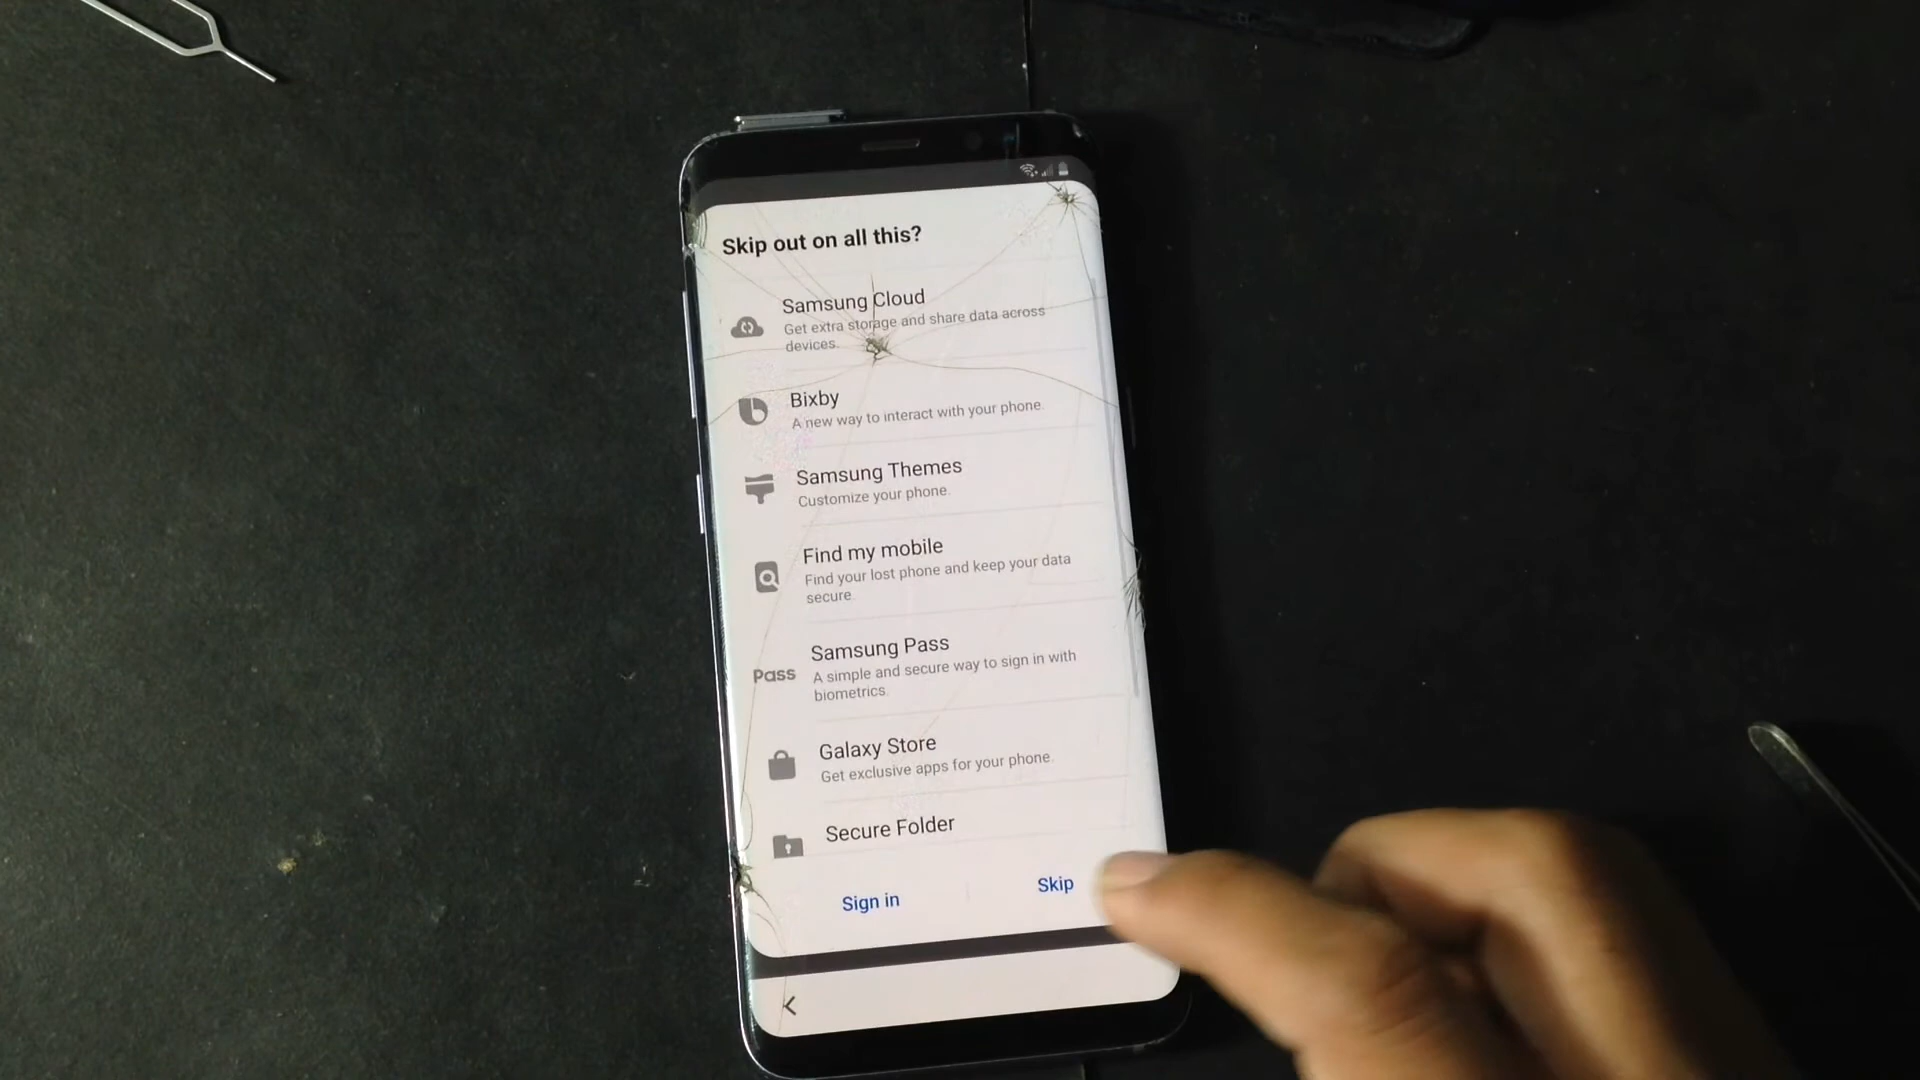 Skip out on all this?
Samsung Cloud
Get extra storage and share data across
devices.
Bixby
A new way to interact with your phone.
Samsung Themes
Customize your phone.
Find my mobile
Find your lost phone and keep your data
secure.
Pass
Samsung Pass
A simple and secure way to sign in with
biometrics.
Galaxy Store
Get exclusive apps for your phone.
Secure Folder
Sign in
Skip